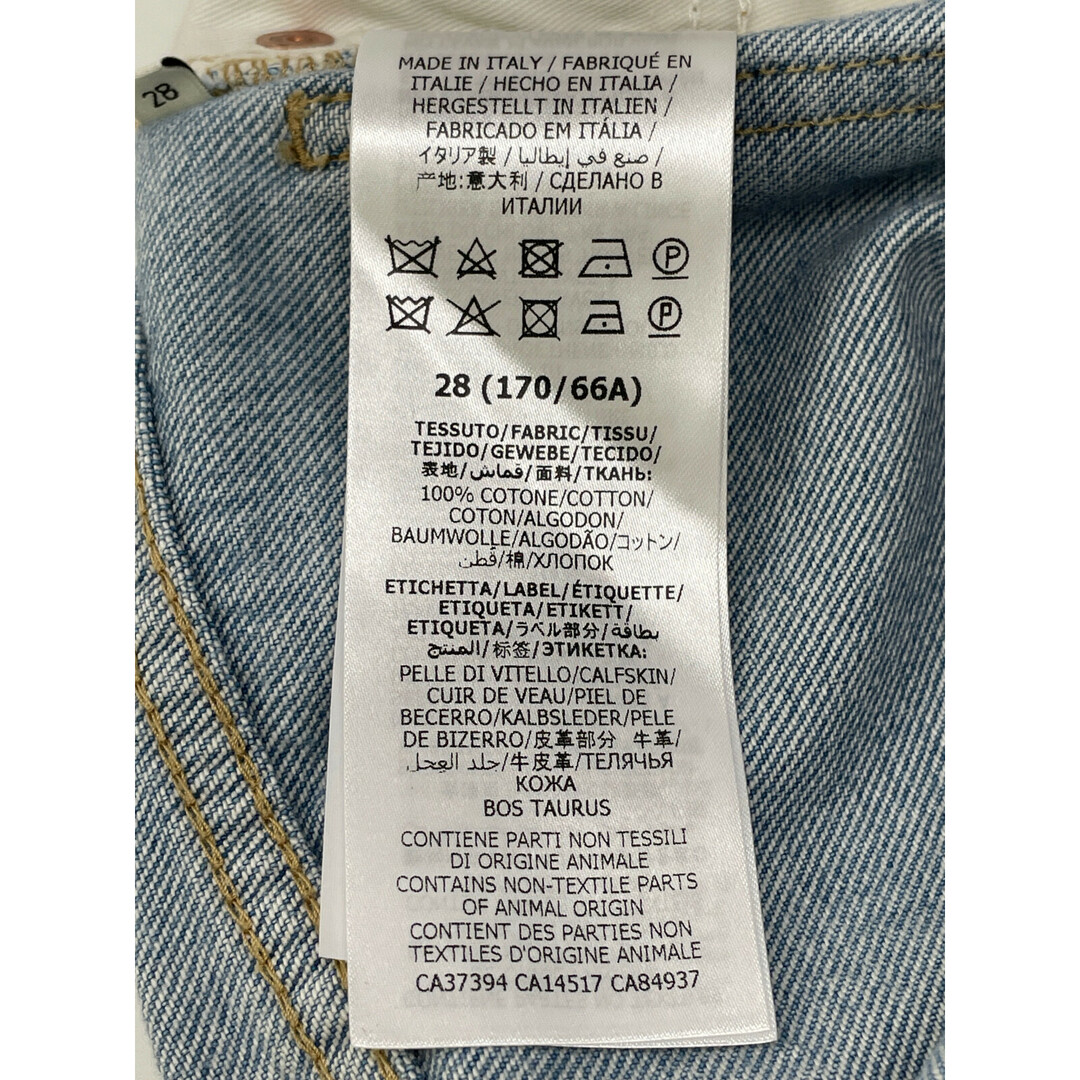 28
MADE IN ITALY / FABRIQUÉ EN
ITALIE / HECHO EN ITALIA /
HERGESTELLT IN ITALIEN /
FABRICADO EM ITÁLIA /
イタリア製 / صنع في إيطاليا /
产地:意大利 / СДЕЛАНО В
ИТАЛИИ
P
P
28 (170/66A)
TESSUTO/FABRIC/TISSU/
TEJIDO/GEWEBE/TECIDO/
表地/قماش/面料/ТКАНЬ:
100% COTONE/COTTON/
COTON/ALGODON/
BAUMWOLLE/ALGODÃO/コットン/
قطن/棉/ХЛОПОК
ETICHETTA/LABEL/ÉTIQUETTE/
ETIQUETA/ETIKETT/
ETIQUETA/ラベル部分/بطاقة
المنتج/标签/ЭТИКЕТКА:
PELLE DI VITELLO/CALFSKIN/
CUIR DE VEAU/PIEL DE
BECERRO/KALBSLEDER/PELE
DE BIZERRO/皮革部分 牛革/
جلد العجل/牛皮革/ТЕЛЯЧЬЯ
КОЖА
BOS TAURUS
CONTIENE PARTI NON TESSILI
DI ORIGINE ANIMALE
CONTAINS NON-TEXTILE PARTS
OF ANIMAL ORIGIN
CONTIENT DES PARTIES NON
TEXTILES D'ORIGINE ANIMALE
CA37394 CA14517 CA84937